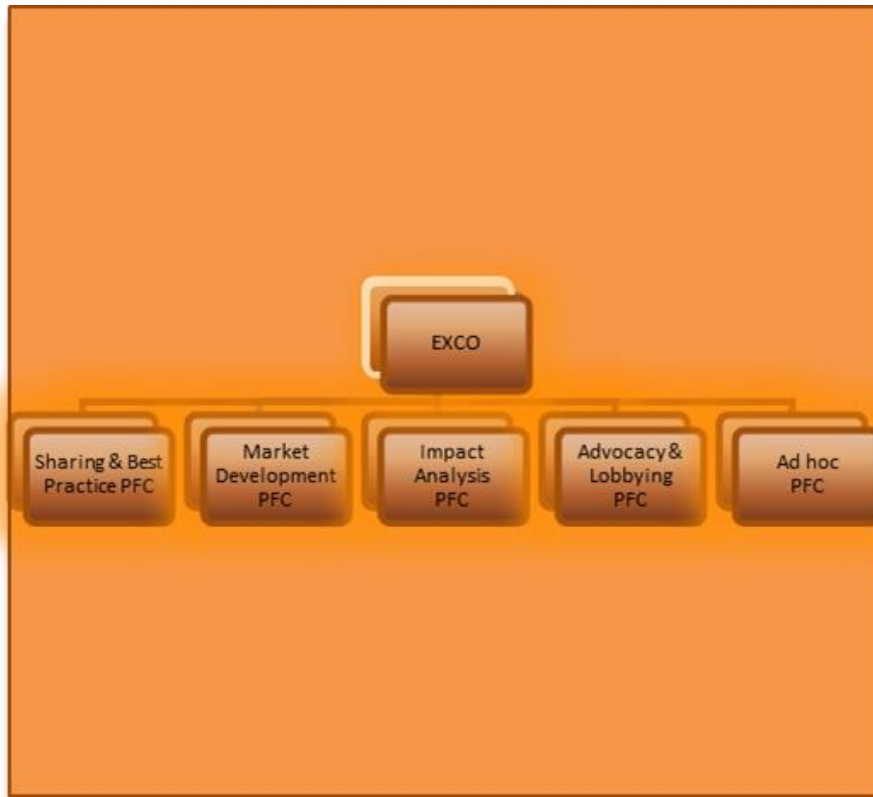 EXCO
Sharing & Best
Practice PFC
Market
Development
PFC
Impact
Analysis
PFC
Advocacy &
Lobbying
PFC
Ad hoc
PFC